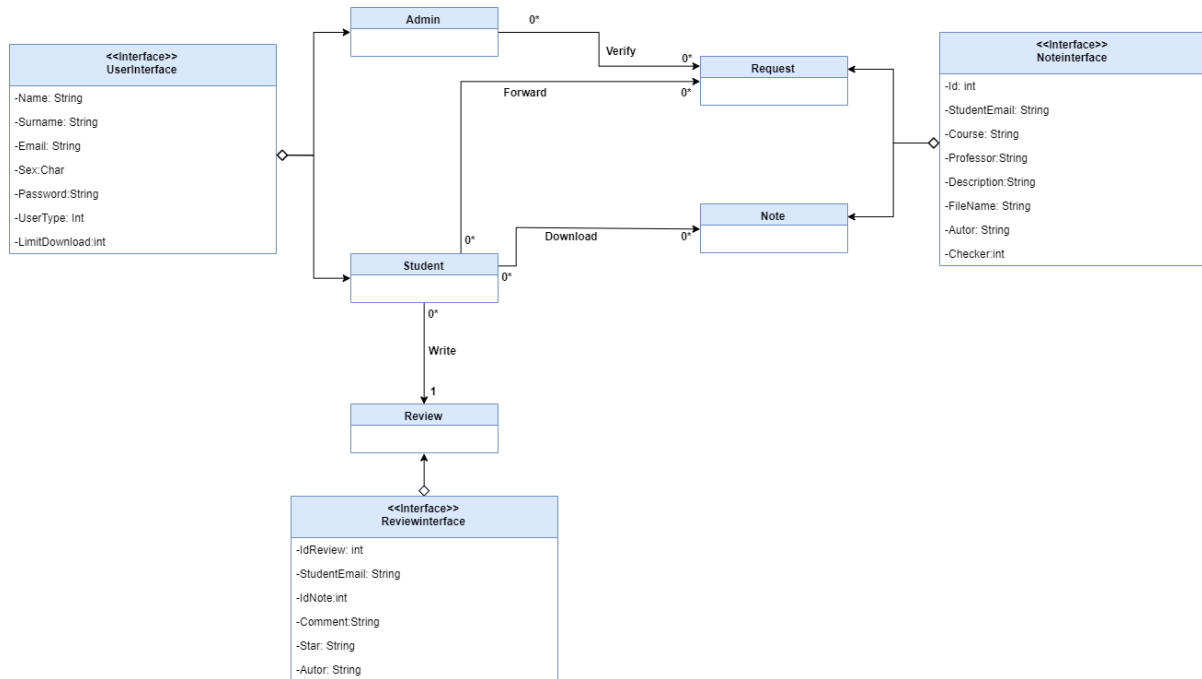 Admin
0*
Verify
0*
Request
Forward
0*
<<Interface>>
UserInterface
-Name: String
-Surname: String
-Email: String
-Sex:Char
-Password:String
-UserType: Int
-LimitDownload:int
<<Interface>>
Noteinterface
-Id: int
-StudentEmail: String
-Course: String
-Professor:String
-Description:String
-FileName: String
-Autor: String
-Checker:int
Note
0*
Download
0*
Student
0*
0*
Write
1
Review
<<Interface>>
Reviewinterface
-IdReview: int
-StudentEmail: String
-IdNote:int
-Comment:String
-Star: String
-Autor: String